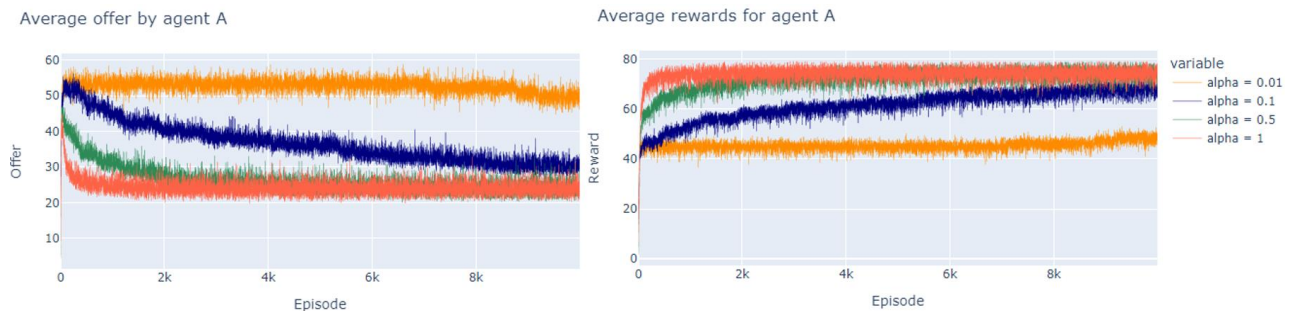 Average offer by agent A
60
50
40
30
20
10
Offer
0
2k
4k
6k
8k
Episode
Average rewards for agent A
80
60
40
20
0
Reward
0
2k
4k
6k
8k
Episode
variable
alpha = 0.01
alpha = 0.1
alpha = 0.5
alpha = 1